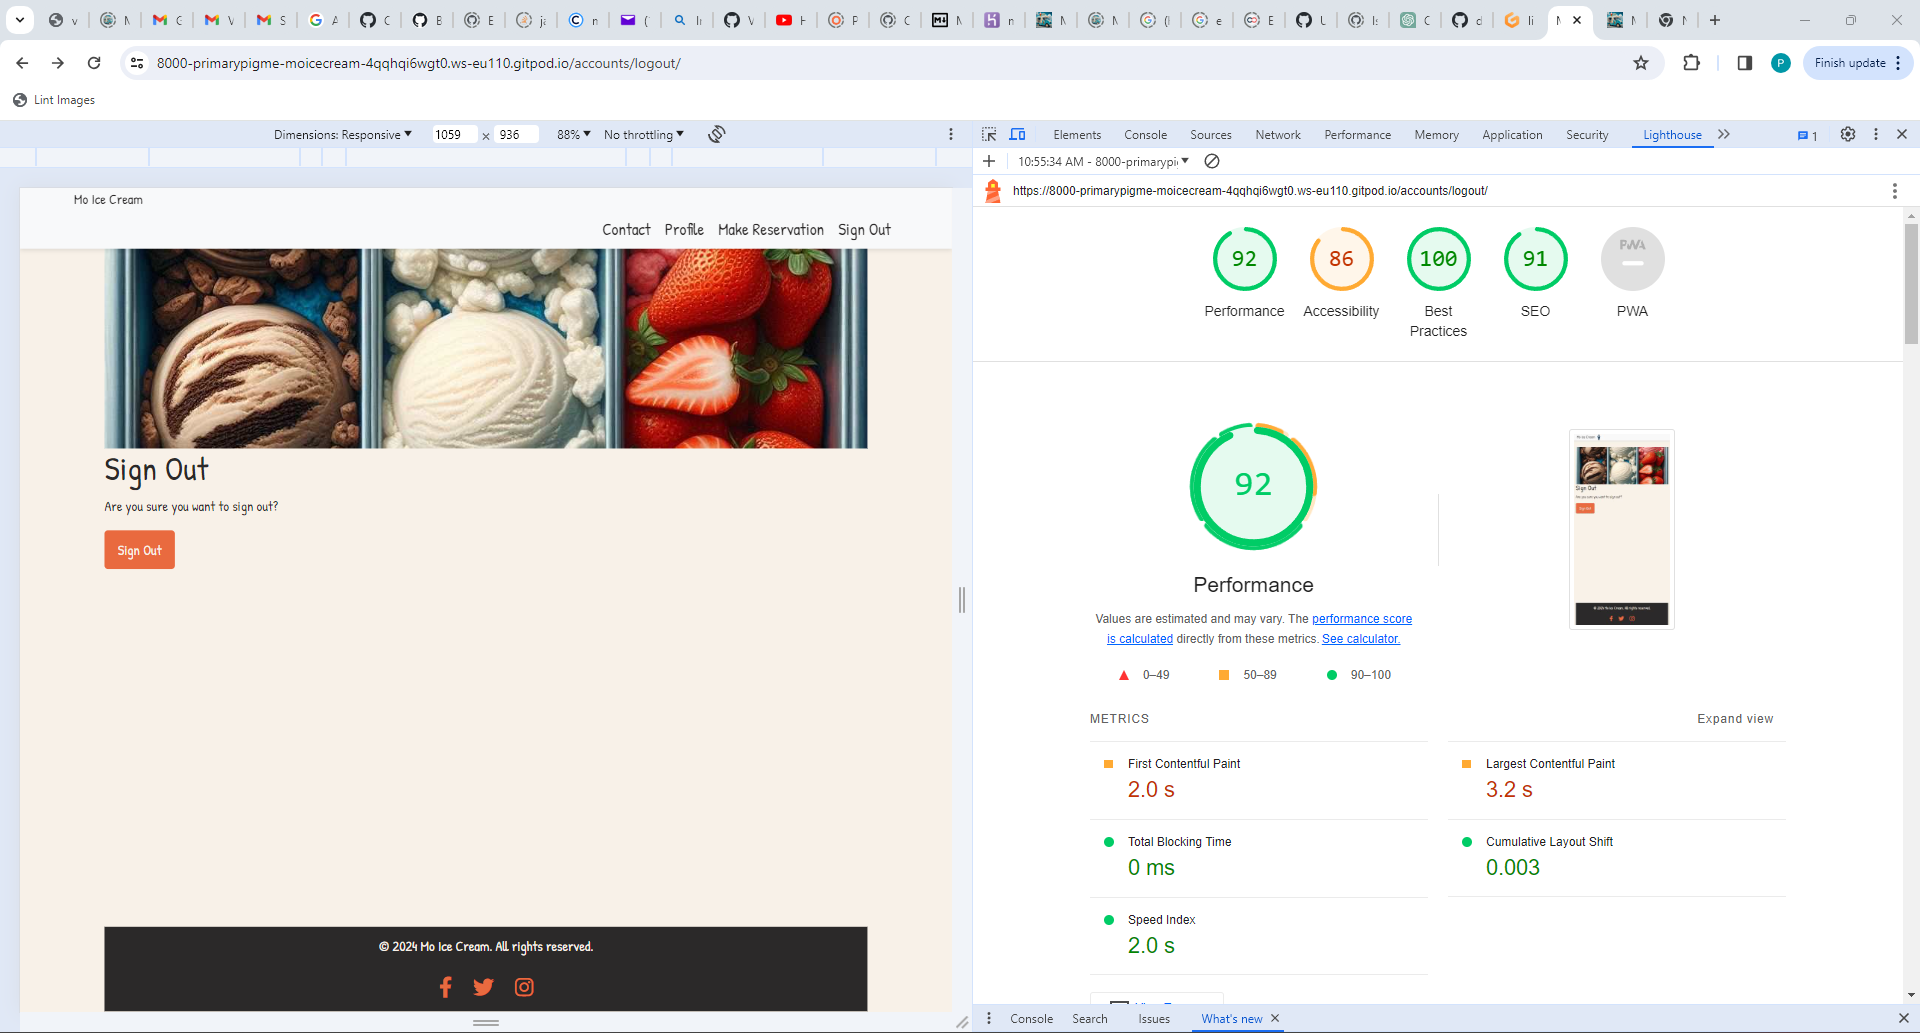 8000-primarypigme-moicecream-4qqhqi6wgt0.ws-eu110.gitpod.io/accounts/logout/
P
Finish update
Lint Images
Dimensions: Responsive
1059 × 936
88%
No throttling
Elements
Console
Sources
Network
Performance
Memory
Application
Security
Lighthouse
1
10:55:34 AM - 8000-primarypi
https://8000-primarypigme-moicecream-4qqhqi6wgt0.ws-eu110.gitpod.io/accounts/logout/
Mo Ice Cream
Contact Profile Make Reservation Sign Out
Sign Out
Are you sure you want to sign out?
Sign Out
© 2024 Mo Ice Cream. All rights reserved.
92
Performance
86
Accessibility
100
Best
Practices
91
SEO
PWA
PWA
92
Performance
Values are estimated and may vary. The performance score
is calculated directly from these metrics. See calculator.
0–49
50–89
90–100
METRICS
Expand view
First Contentful Paint
2.0 s
Largest Contentful Paint
3.2 s
Total Blocking Time
0 ms
Cumulative Layout Shift
0.003
Speed Index
2.0 s
Console
Search
Issues
What's new